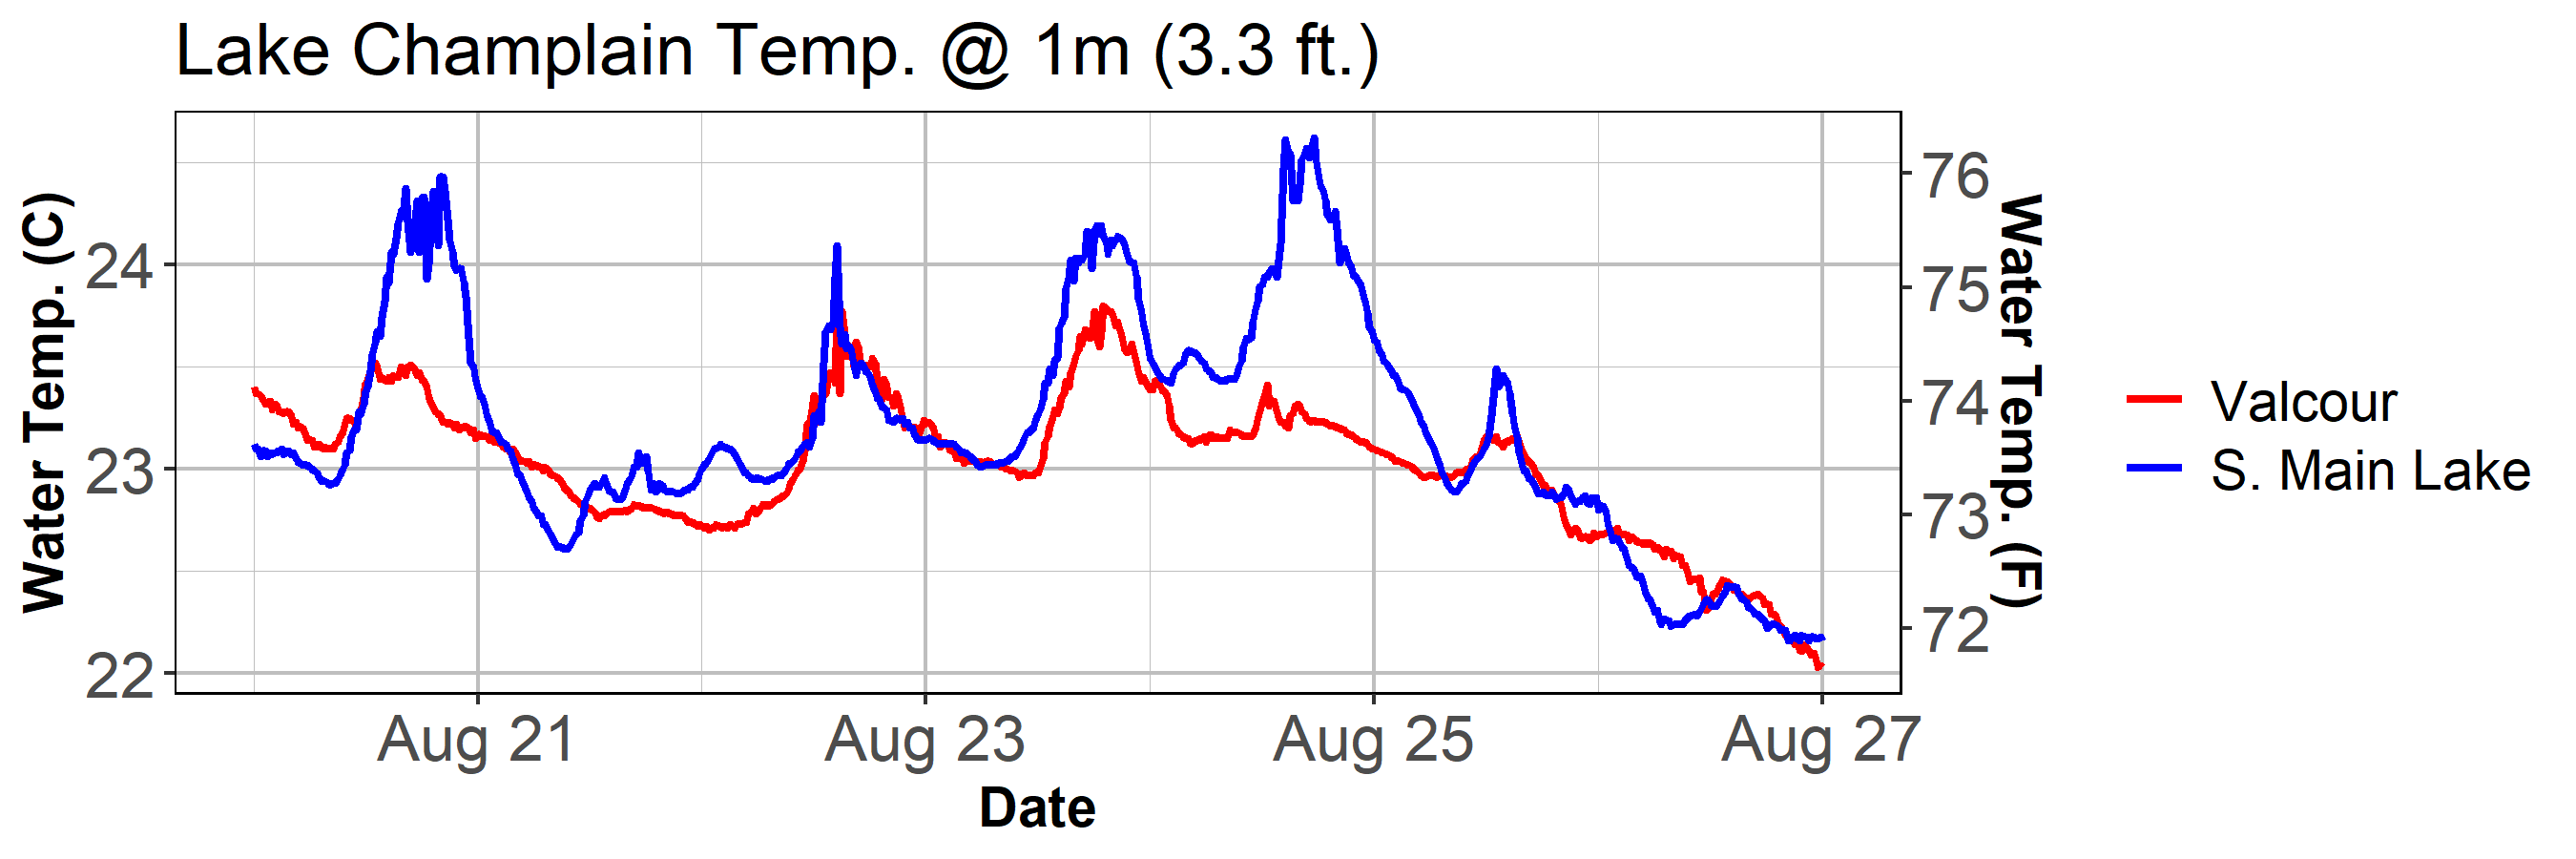 Lake Champlain Temp. @ 1m (3.3 ft.)
Water Temp. (C)
24
23
22
76
75
74
73
72
Water Temp. (F)
Aug 21
Aug 23
Aug 25
Aug 27
Date
Valcour
S. Main Lake